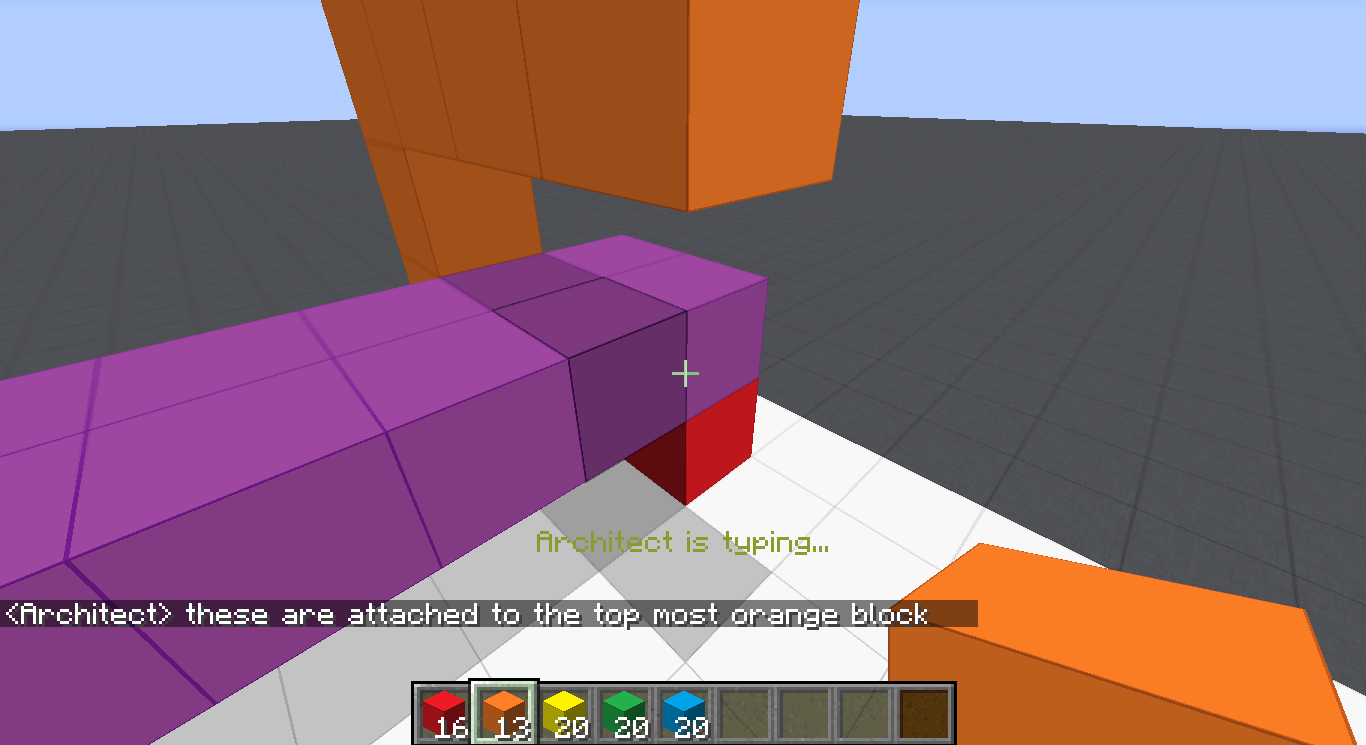 Architect is typing...
<Architect> these are attached to the top most orange block
16 13 20 20 20